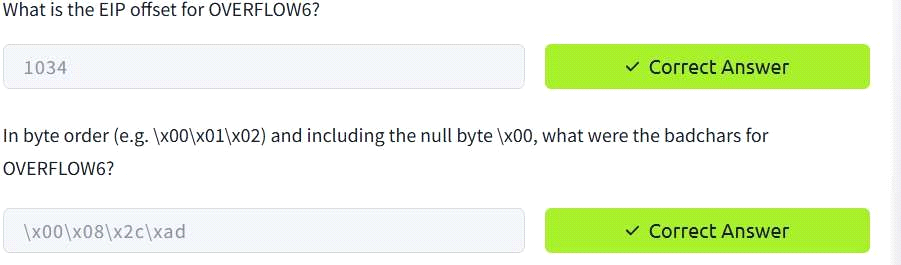 What is the EIP offset for OVERFLOW6?
1034
✓ Correct Answer
In byte order (e.g. \x00\x01\x02) and including the null byte \x00, what were the badchars for
OVERFLOW6?
\x00\x08\x2c\xad
✓ Correct Answer